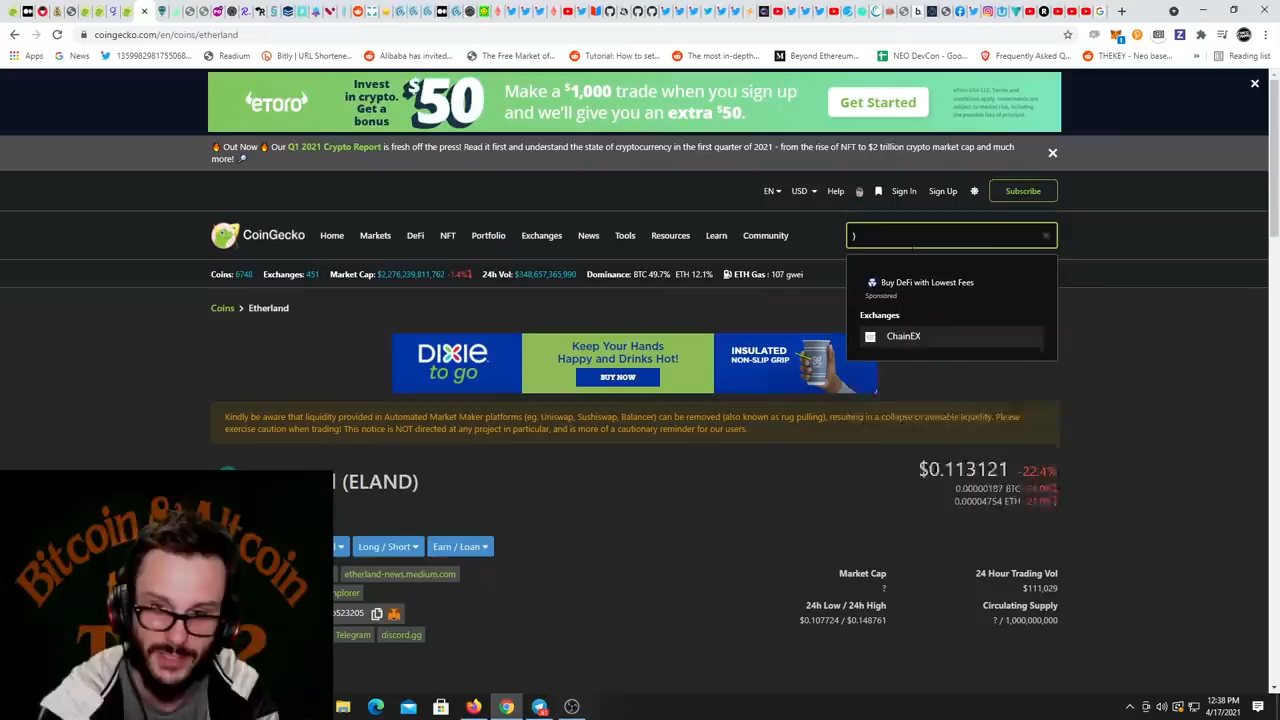 coingecko.com/en/coins/etherland
Apps
News
1359998298175506​8...
Readium
Bitly | URL Shortene...
Alibaba has invited...
The Free Market of...
Tutorial: How to set...
The most in-depth...
Beyond Ethereum...
NEO DevCon - Goo...
Frequently Asked Q...
THEKEY - Neo base...
Reading list
eTORO
Invest
in crypto.
Get a
bonus
$50
Make a $1,000 trade when you sign up
and we'll give you an extra $50.
Get Started
🔥 Out Now 🔥 Our Q1 2021 Crypto Report is fresh off the press! Read it first and understand the state of cryptocurrency in the first quarter of 2021 - from the rise of NFT to $2 trillion crypto market cap and much
more! 🔎
EN USD Help Sign In Sign Up Subscribe
CoinGecko Home Markets DeFi NFT Portfolio Exchanges News Tools Resources Learn Community
)
Coins: 6748 Exchanges: 451 Market Cap: $2,276,239,811,762 -1.4% 24h Vol: $348,657,365,990 Dominance: BTC 49.7% ETH 12.1% ETH Gas: 107 gwei
Buy DeFi with Lowest Fees
Sponsored
Exchanges
ChainEX
Coins > Etherland
DIXIE
to go
Keep Your Hands
Happy and Drinks Hot!
BUY NOW
INSULATED
NON-SLIP GRIP
Kindly be aware that liquidity provided in Automated Market Maker platforms (eg. Uniswap, Sushiswap, Balancer) can be removed (also known as rug pulling), resulting in a collapse of available liquidity. Please
exercise caution when trading! This notice is NOT directed at any project in particular, and is more of a cautionary reminder for our users.
(ELAND)
$0.113121 -22.4%
0.00000187 BTC
0.00004754 ETH
Long / Short
Earn / Loan
etherland-news.medium.com
523205
Telegram
discord.gg
Market Cap
?
24 Hour Trading Vol
$111,029
24h Low / 24h High
$0.107724 / $0.148761
Circulating Supply
? / 1,000,000,000
Bitcoin & Altcoin
12:38 PM
4/17/2021